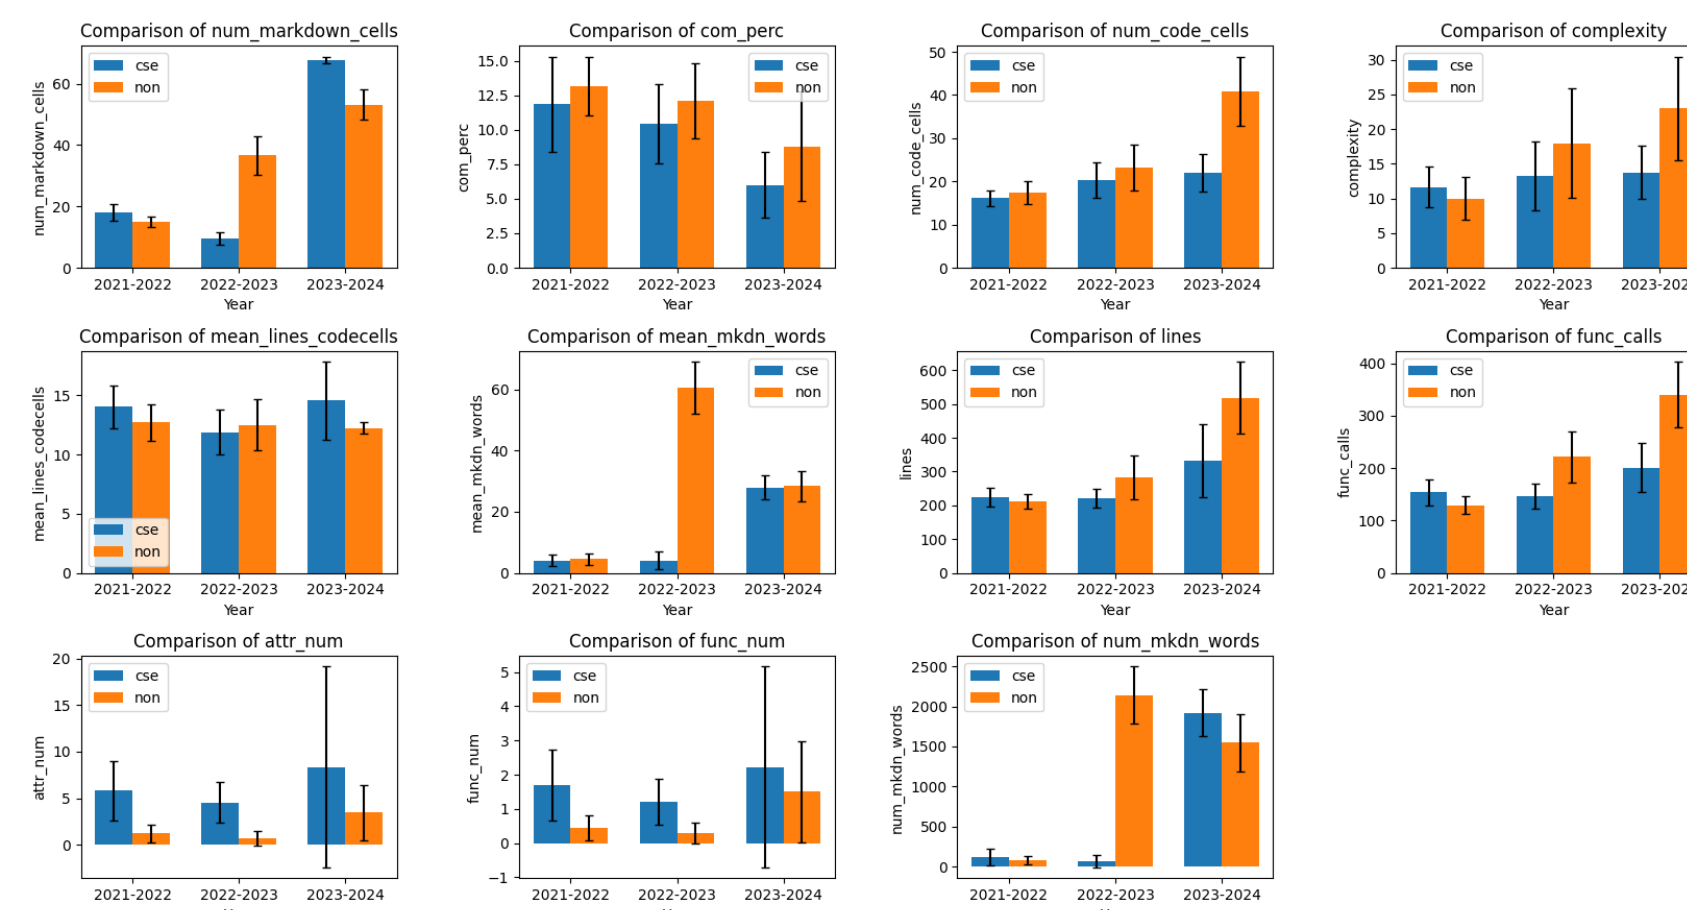 Comparison of num_markdown_cells
num_markdown_cells
60
40
20
0
cse
non
2021-2022
2022-2023
2023-2024
Year
Comparison of com_perc
com_perc
15.0
12.5
10.0
7.5
5.0
2.5
0.0
cse
non
2021-2022
2022-2023
2023-2024
Year
Comparison of num_code_cells
num_code_cells
50
40
30
20
10
0
cse
non
2021-2022
2022-2023
2023-2024
Year
Comparison of complexity
complexity
30
25
20
15
10
5
0
cse
non
2021-2022
2022-2023
2023-202
Year
Comparison of mean_lines_codecells
mean_lines_codecells
15
10
5
0
cse
non
2021-2022
2022-2023
2023-2024
Year
Comparison of mean_mkdn_words
mean_mkdn_words
60
40
20
0
cse
non
2021-2022
2022-2023
2023-2024
Year
Comparison of lines
lines
600
500
400
300
200
100
0
cse
non
2021-2022
2022-2023
2023-2024
Year
Comparison of func_calls
func_calls
400
300
200
100
0
cse
non
2021-2022
2022-2023
2023-202
Year
Comparison of attr_num
attr_num
20
15
10
5
0
cse
non
2021-2022
2022-2023
2023-2024
Comparison of func_num
func_num
5
4
3
2
1
0
−1
cse
non
2021-2022
2022-2023
2023-2024
Comparison of num_mkdn_words
num_mkdn_words
2500
2000
1500
1000
500
0
cse
non
2021-2022
2022-2023
2023-2024